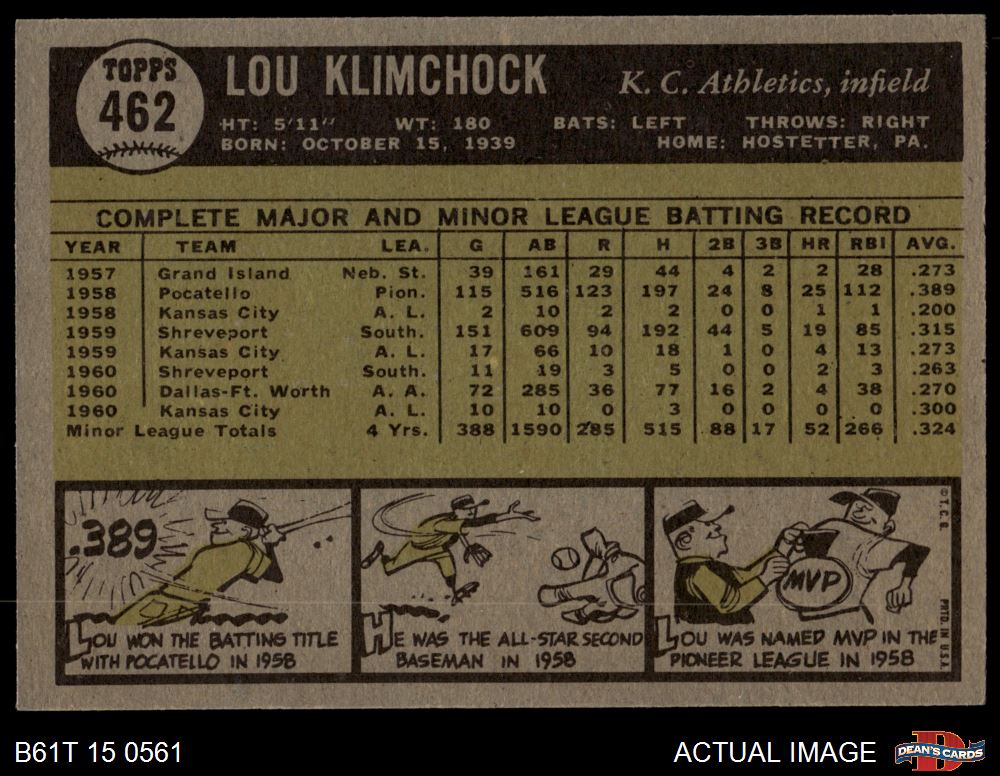 TOPPS
462
LOU KLIMCHOCK
K. C. Athletics, infield
HT: 5'11" WT: 180 BATS: LEFT THROWS: RIGHT
BORN: OCTOBER 15, 1939 HOME: HOSTETTER, PA.
COMPLETE MAJOR AND MINOR LEAGUE BATTING RECORD
YEAR TEAM LEA. G AB R H 2B 3B HR RBI AVG.
1957 Grand Island Neb. St. 39 161 29 44 4 2 2 28 .273
1958 Pocatello Pion. 115 516 123 197 24 8 25 112 .389
1958 Kansas City A. L. 2 10 2 2 0 0 1 1 .200
1959 Shreveport South. 151 609 94 192 44 5 19 85 .315
1959 Kansas City A. L. 17 66 10 18 1 0 4 13 .273
1960 Shreveport South. 11 19 3 5 0 0 2 3 .263
1960 Dallas-Ft. Worth A. A. 72 285 36 77 16 2 4 38 .270
1960 Kansas City A. L. 10 10 0 3 0 0 0 0 .300
Minor League Totals 4 Yrs. 388 1590 285 515 88 17 52 266 .324
.389
LOU WON THE BATTING TITLE
WITH POCATELLO IN 1958
HE WAS THE ALL-STAR SECOND
BASEMAN IN 1958
MVP
LOU WAS NAMED MVP IN THE
PIONEER LEAGUE IN 1958
© T.C.G.
PRTD. IN U.S.A.
B61T 15 0561
ACTUAL IMAGE
D
DEAN'S CARDS